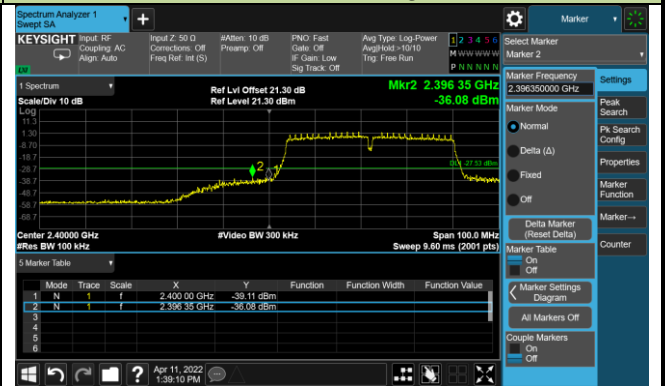 Spectrum Analyzer 1
Swept SA
+
Marker
KEYSIGHT
Input: RF
Coupling: AC
Align: Auto
Input Z: 50 Ω
Corrections: Off
Freq Ref: Int (S)
#Atten: 10 dB
Preamp: Off
PNO: Fast
Gate: Off
IF Gain: Low
Sig Track: Off
Avg Type: Log-Power
Avg|Hold:>10/10
Trig: Free Run
1 2 3 4 5 6
M W W W W W
P N N N N N
Select Marker
Marker 2
1 Spectrum
Scale/Div 10 dB
Ref Lvl Offset 21.30 dB
Ref Level 21.30 dBm
Mkr2 2.396 35 GHz
-36.08 dBm
Log
11.3
1.30
-8.70
-18.7
-28.7
-38.7
-48.7
-58.7
-68.7
2
1
DL1 -27.53 dBm
Center 2.40000 GHz
#Res BW 100 kHz
#Video BW 300 kHz
Span 100.0 MHz
Sweep 9.60 ms (2001 pts)
5 Marker Table
Mode Trace Scale X Y Function Function Width Function Value
1 N 1 f 2.400 00 GHz -39.11 dBm
2 N 1 f 2.396 35 GHz -36.08 dBm
3
4
5
6
Marker Frequency
2.396350000 GHz
Marker Mode
Normal
Delta (Δ)
Fixed
Off
Delta Marker
(Reset Delta)
Marker Table
On
Off
Marker Settings
Diagram
All Markers Off
Couple Markers
On
Off
Settings
Peak
Search
Pk Search
Config
Properties
Marker
Function
Marker→
Counter
?
Apr 11, 2022
1:39:10 PM